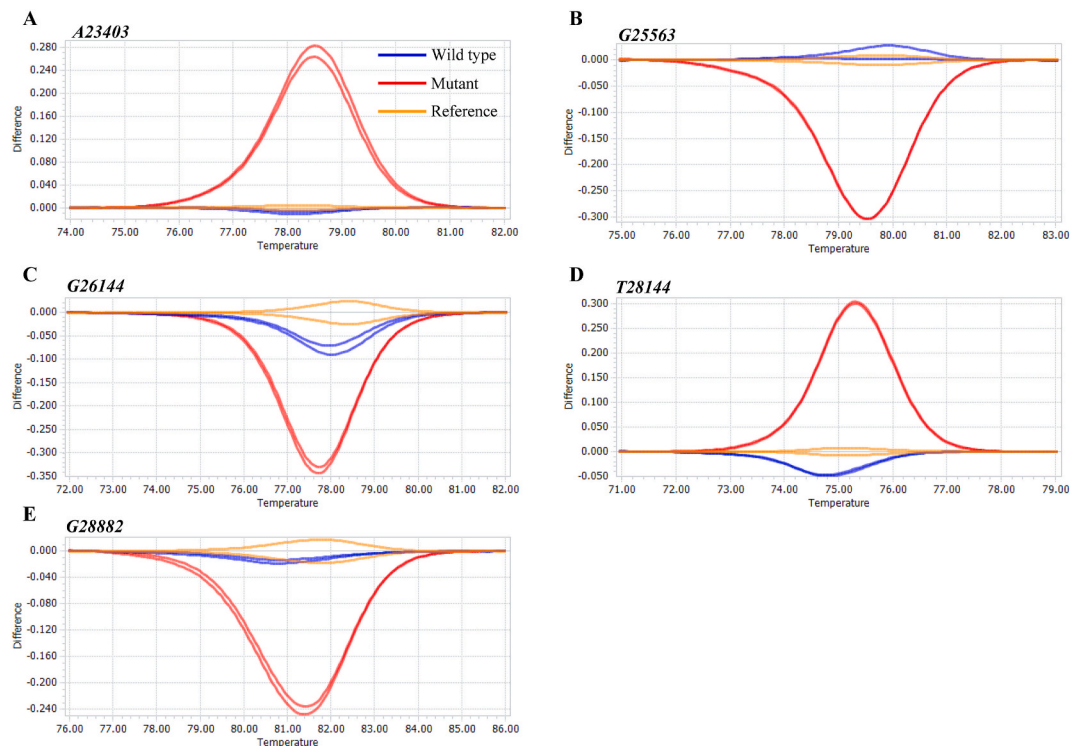 A
A23403
0.280
0.240
0.200
0.160
0.120
0.080
0.040
0.000
Difference
Wild type
Mutant
Reference
74.00 75.00 76.00 77.00 78.00 79.00 80.00 81.00 82.00
Temperature
B
G25563
0.000
-0.050
-0.100
-0.150
-0.200
-0.250
-0.300
Difference
75.00 76.00 77.00 78.00 79.00 80.00 81.00 82.00 83.00
Temperature
C
G26144
0.000
-0.050
-0.100
-0.150
-0.200
-0.250
-0.300
-0.350
Difference
72.00 73.00 74.00 75.00 76.00 77.00 78.00 79.00 80.00 81.00 82.00
Temperature
D
T28144
0.300
0.250
0.200
0.150
0.100
0.050
0.000
-0.050
Difference
71.00 72.00 73.00 74.00 75.00 76.00 77.00 78.00 79.00
Temperature
E
G28882
0.000
-0.040
-0.080
-0.120
-0.160
-0.200
-0.240
Difference
76.00 77.00 78.00 79.00 80.00 81.00 82.00 83.00 84.00 85.00 86.00
Temperature